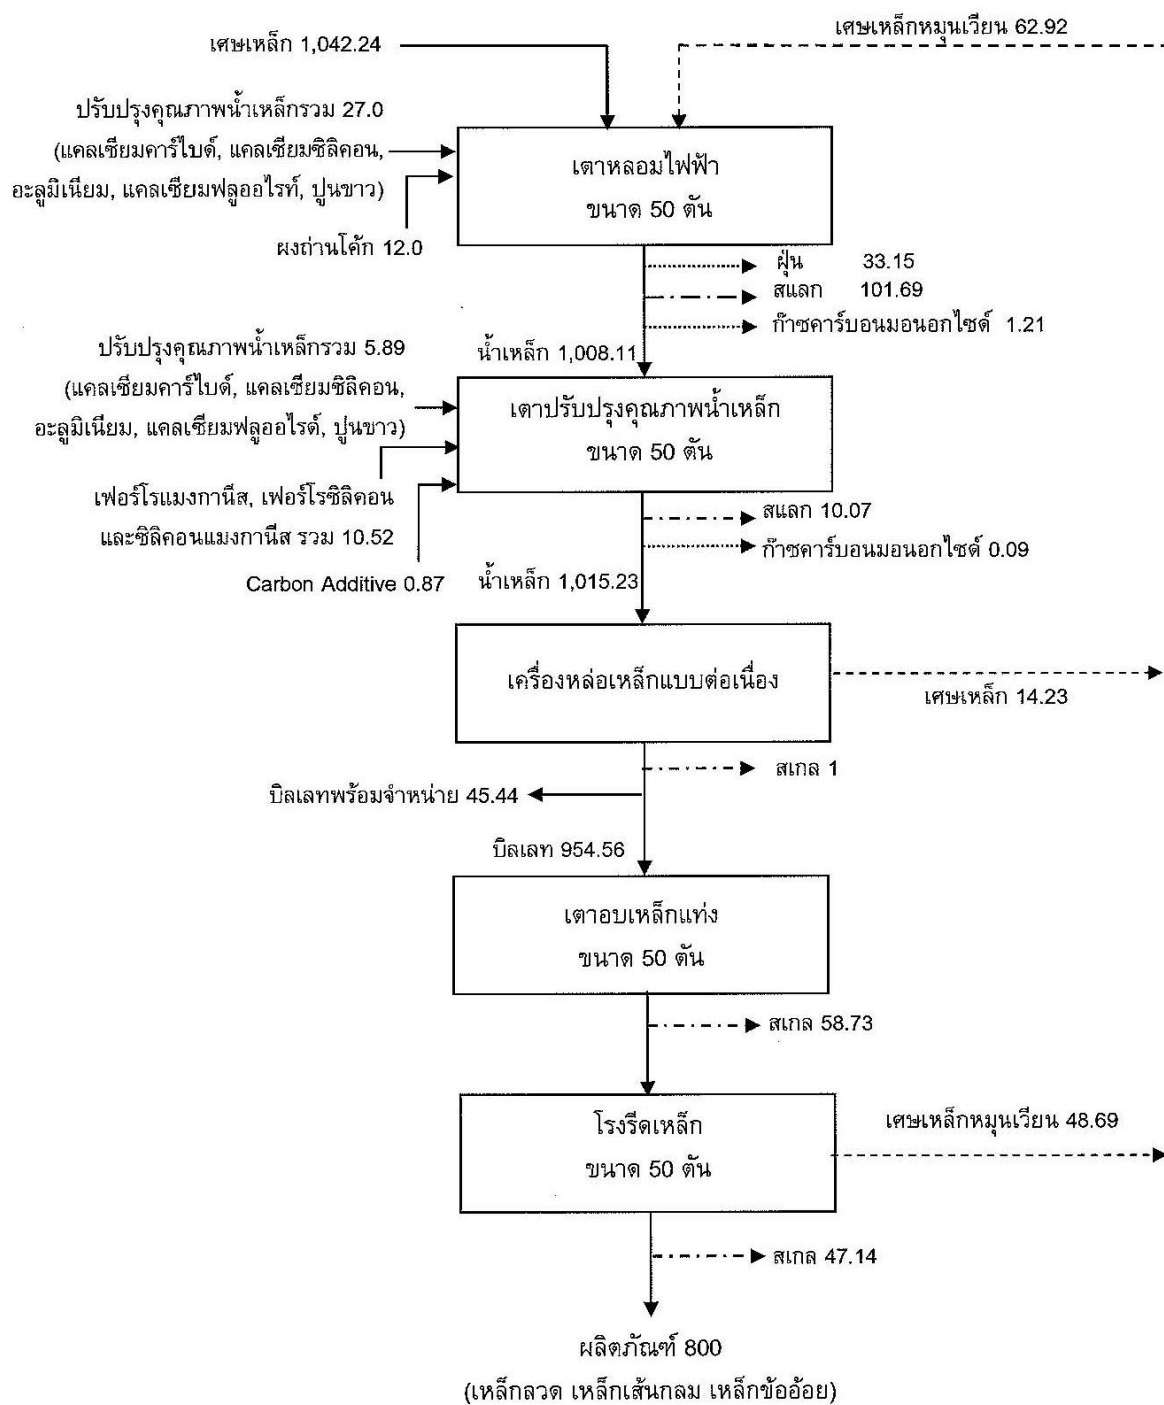 เศษเหล็ก 1,042.24
เศษเหล็กหมุนเวียน 62.92
ปรับปรุงคุณภาพน้ำเหล็กรวม 27.0
(แคลเซียมคาร์ไบด์, แคลเซียมซิลิคอน,
อะลูมิเนียม, แคลเซียมฟลูออไรท์, ปูนขาว)
ผงถ่านโค้ก 12.0
เตาหลอมไฟฟ้า
ขนาด 50 ตัน
ฝุ่น 33.15
สแลก 101.69
ก๊าซคาร์บอนมอนอกไซด์ 1.21
น้ำเหล็ก 1,008.11
ปรับปรุงคุณภาพน้ำเหล็กรวม 5.89
(แคลเซียมคาร์ไบด์, แคลเซียมซิลิคอน,
อะลูมิเนียม, แคลเซียมฟลูออไรด์, ปูนขาว)
เตาปรับปรุงคุณภาพน้ำเหล็ก
ขนาด 50 ตัน
เฟอร์โรแมงกานีส, เฟอร์โรซิลิคอน
และซิลิคอนแมงกานีส รวม 10.52
Carbon Additive 0.87
สแลก 10.07
ก๊าซคาร์บอนมอนอกไซด์ 0.09
น้ำเหล็ก 1,015.23
เครื่องหล่อเหล็กแบบต่อเนื่อง
เศษเหล็ก 14.23
สเกล 1
บิลเลทพร้อมจำหน่าย 45.44
บิลเลท 954.56
เตาอบเหล็กแท่ง
ขนาด 50 ตัน
สเกล 58.73
โรงรีดเหล็ก
ขนาด 50 ตัน
เศษเหล็กหมุนเวียน 48.69
สเกล 47.14
ผลิตภัณฑ์ 800
(เหล็กลวด เหล็กเส้นกลม เหล็กข้ออ้อย)